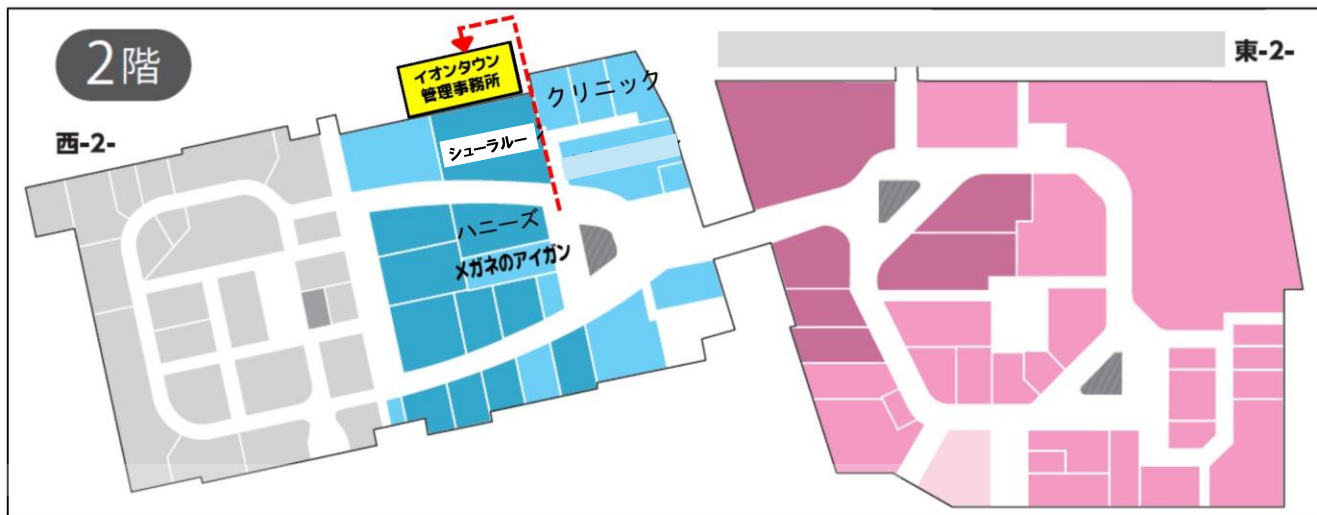 2階
東-2-
イオンタウン
管理事務所
クリニック
西-2-
シューラルー
ハニーズ
メガネのアイガン